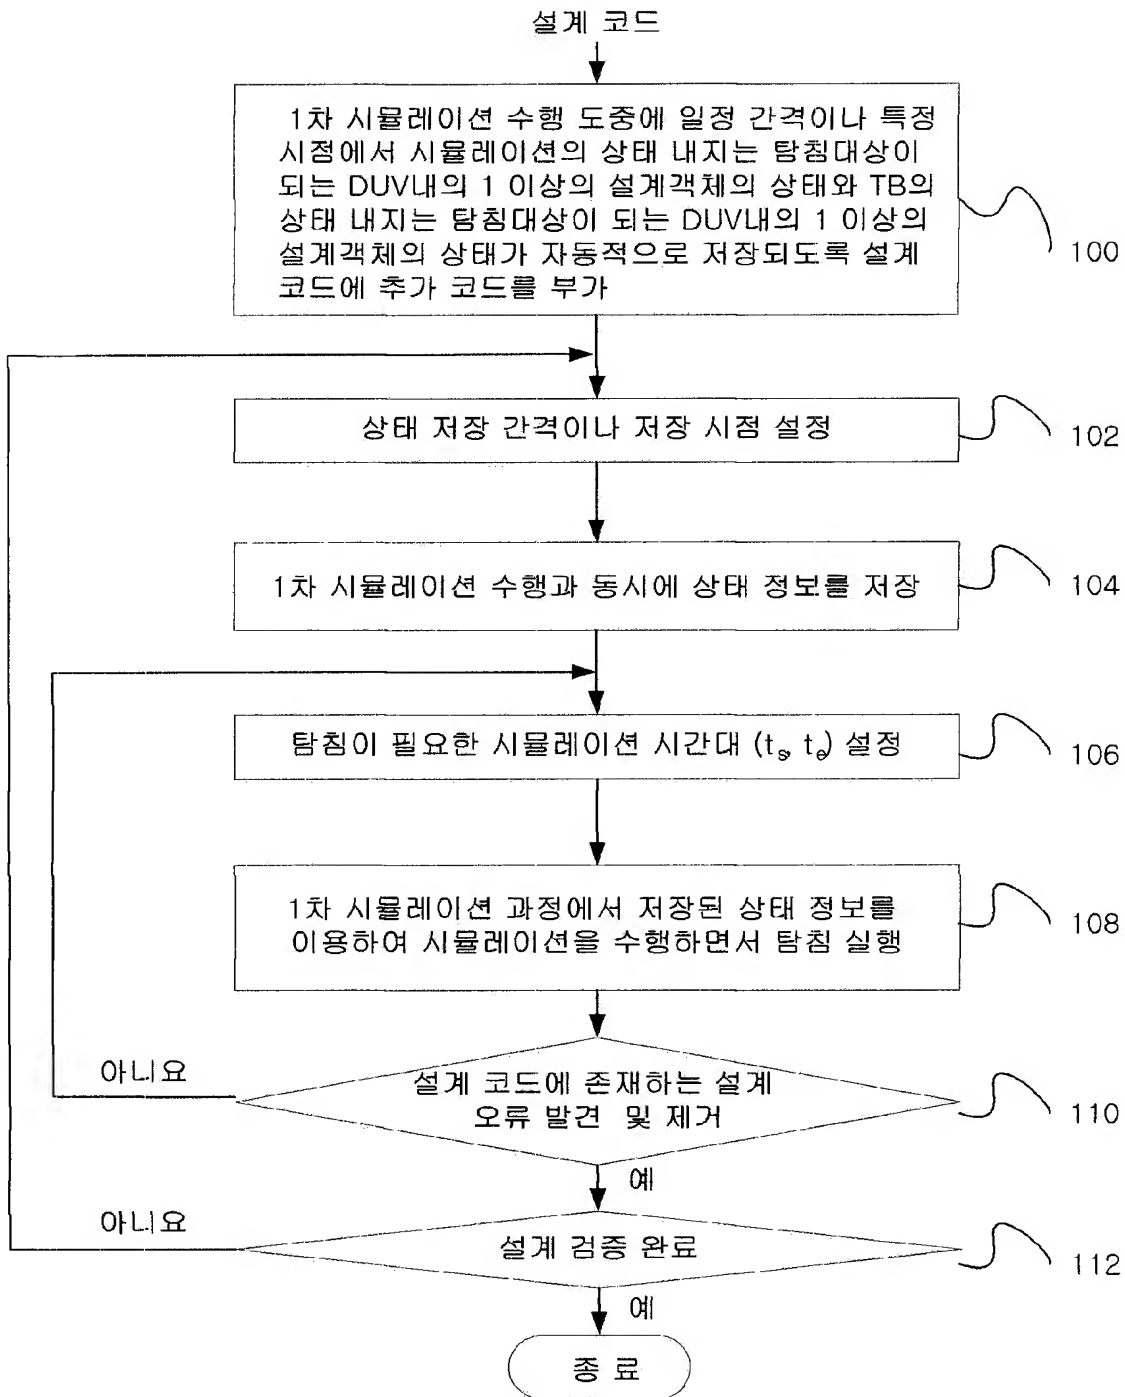 설계 코드
1차 시뮬레이션 수행 도중에 일정 간격이나 특정
시점에서 시뮬레이션의 상태 내지는 탐침대상이
되는 DUV내의 1 이상의 설계객체의 상태와 TB의
상태 내지는 탐침대상이 되는 DUV내의 1 이상의
설계객체의 상태가 자동적으로 저장되도록 설계
코드에 추가 코드를 부가
100
상태 저장 간격이나 저장 시점 설정
102
1차 시뮬레이션 수행과 동시에 상태 정보를 저장
104
탐침이 필요한 시뮬레이션 시간대 (ts, te) 설정
106
1차 시뮬레이션 과정에서 저장된 상태 정보를
이용하여 시뮬레이션을 수행하면서 탐침 실행
108
아니요
설계 코드에 존재하는 설계
오류 발견 및 제거
110
예
아니요
설계 검증 완료
112
예
종 료